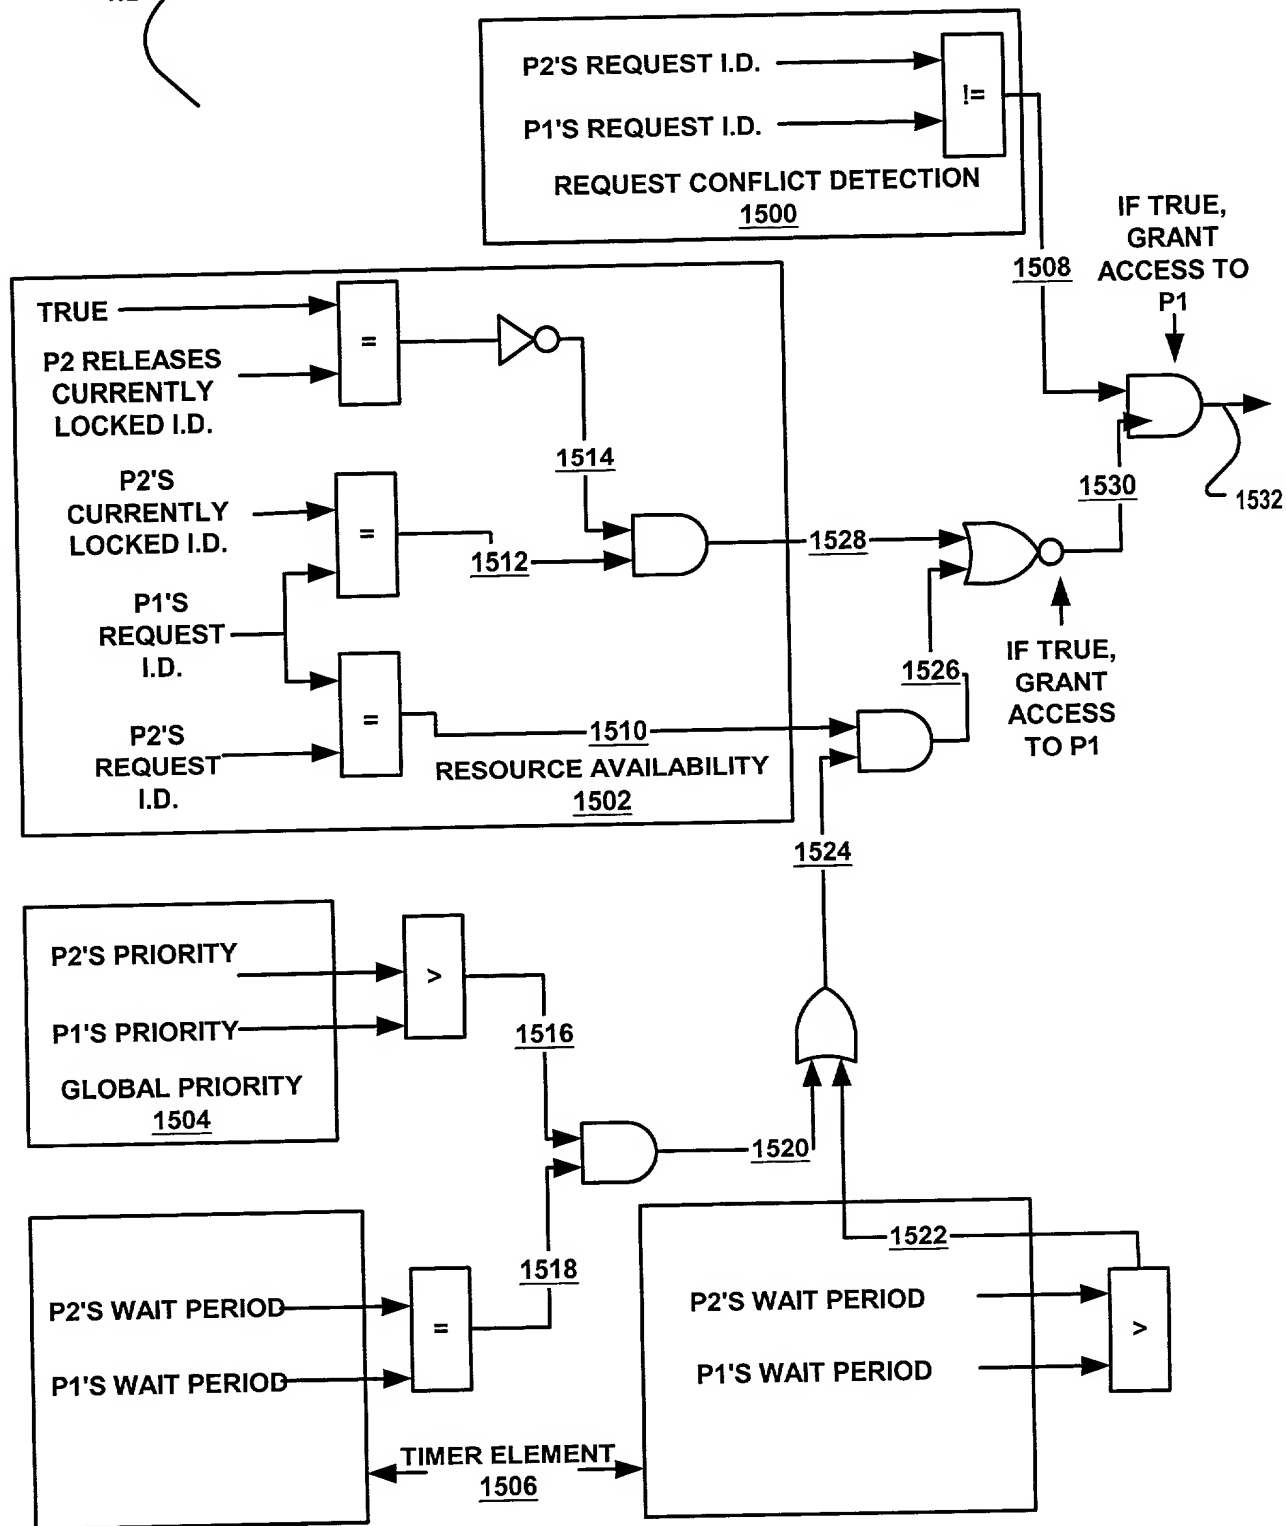 P2'S REQUEST I.D.
P1'S REQUEST I.D.
!=
REQUEST CONFLICT DETECTION
1500
IF TRUE,
GRANT
ACCESS TO
P1
1508
TRUE
P2 RELEASES
CURRENTLY
LOCKED I.D.
=
1514
P2'S
CURRENTLY
LOCKED I.D.
=
1512
1528
1530
1532
P1'S
REQUEST
I.D.
P2'S
REQUEST
I.D.
=
1510
RESOURCE AVAILABILITY
1502
1526
IF TRUE,
GRANT
ACCESS
TO P1
1524
P2'S PRIORITY
P1'S PRIORITY
>
GLOBAL PRIORITY
1504
1516
1520
1518
P2'S WAIT PERIOD
P1'S WAIT PERIOD
=
1522
P2'S WAIT PERIOD
P1'S WAIT PERIOD
>
TIMER ELEMENT
1506